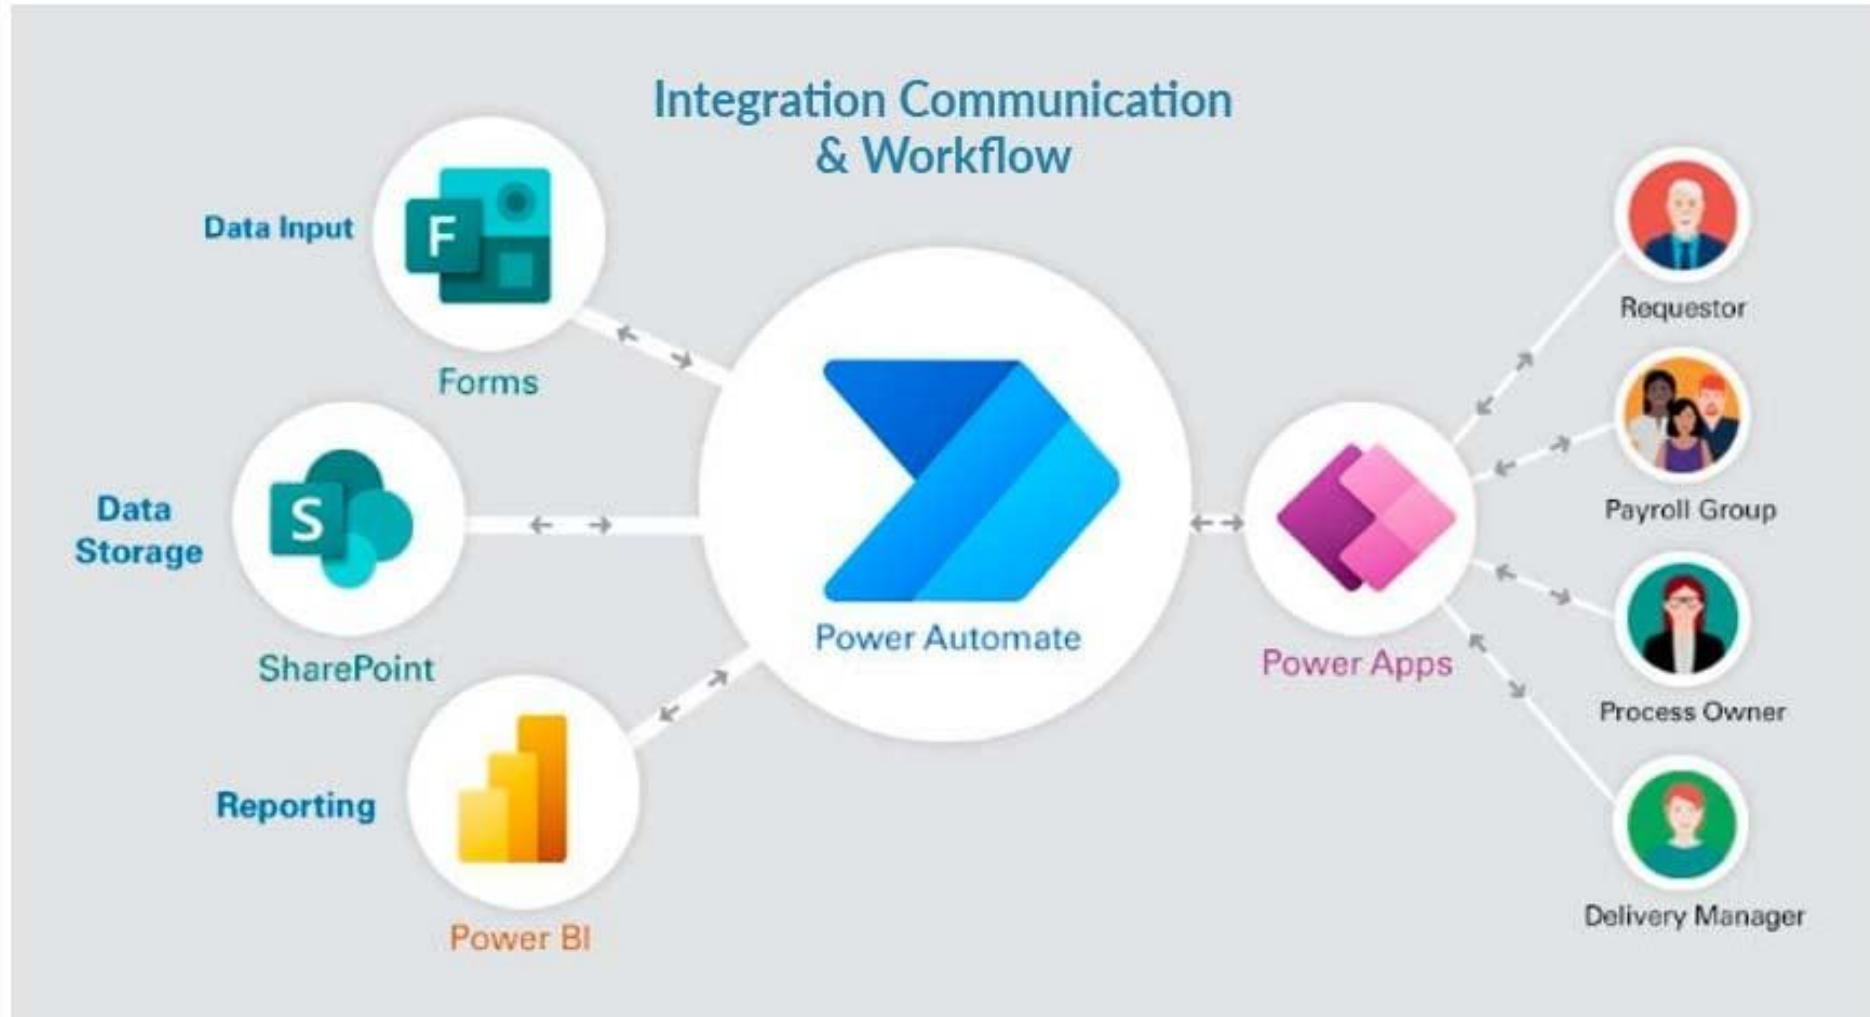 Integration Communication
& Workflow
Data Input
F
Forms
Data
Storage
S
SharePoint
Reporting
Power BI
Power Automate
Power Apps
Requestor
Payroll Group
Process Owner
Delivery Manager